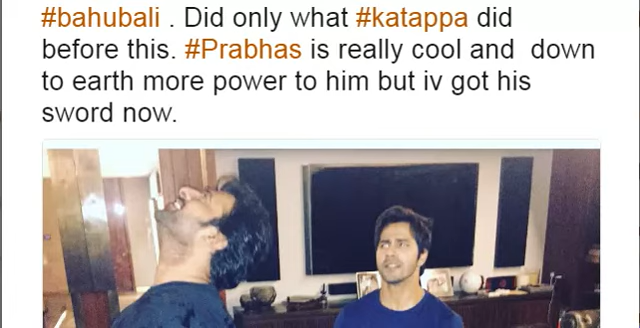 #bahubali . Did only what #katappa did
before this. #Prabhas is really cool and  down
to earth more power to him but iv got his
sword now.